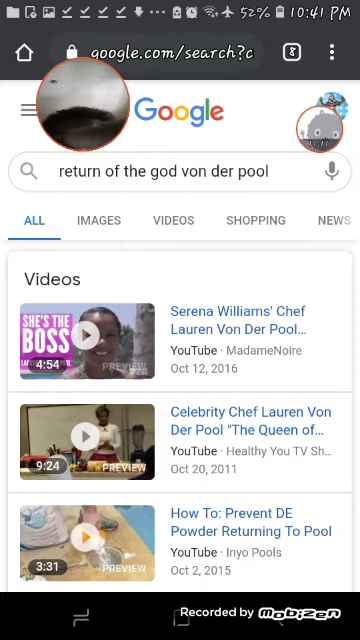 52% 10:41 PM
google.com/search?c
Google
return of the god von der pool
ALL IMAGES VIDEOS SHOPPING NEWS
Videos
SHE'S THE
BOSS
4:54
PREVIEW
Serena Williams' Chef
Lauren Von Der Pool...
YouTube · MadameNoire
Oct 12, 2016
9:24
PREVIEW
Celebrity Chef Lauren Von
Der Pool "The Queen of...
YouTube · Healthy You TV Sh...
Oct 20, 2011
3:31
PREVIEW
How To: Prevent DE
Powder Returning To Pool
YouTube · Inyo Pools
Oct 2, 2015
Recorded by Mobizen